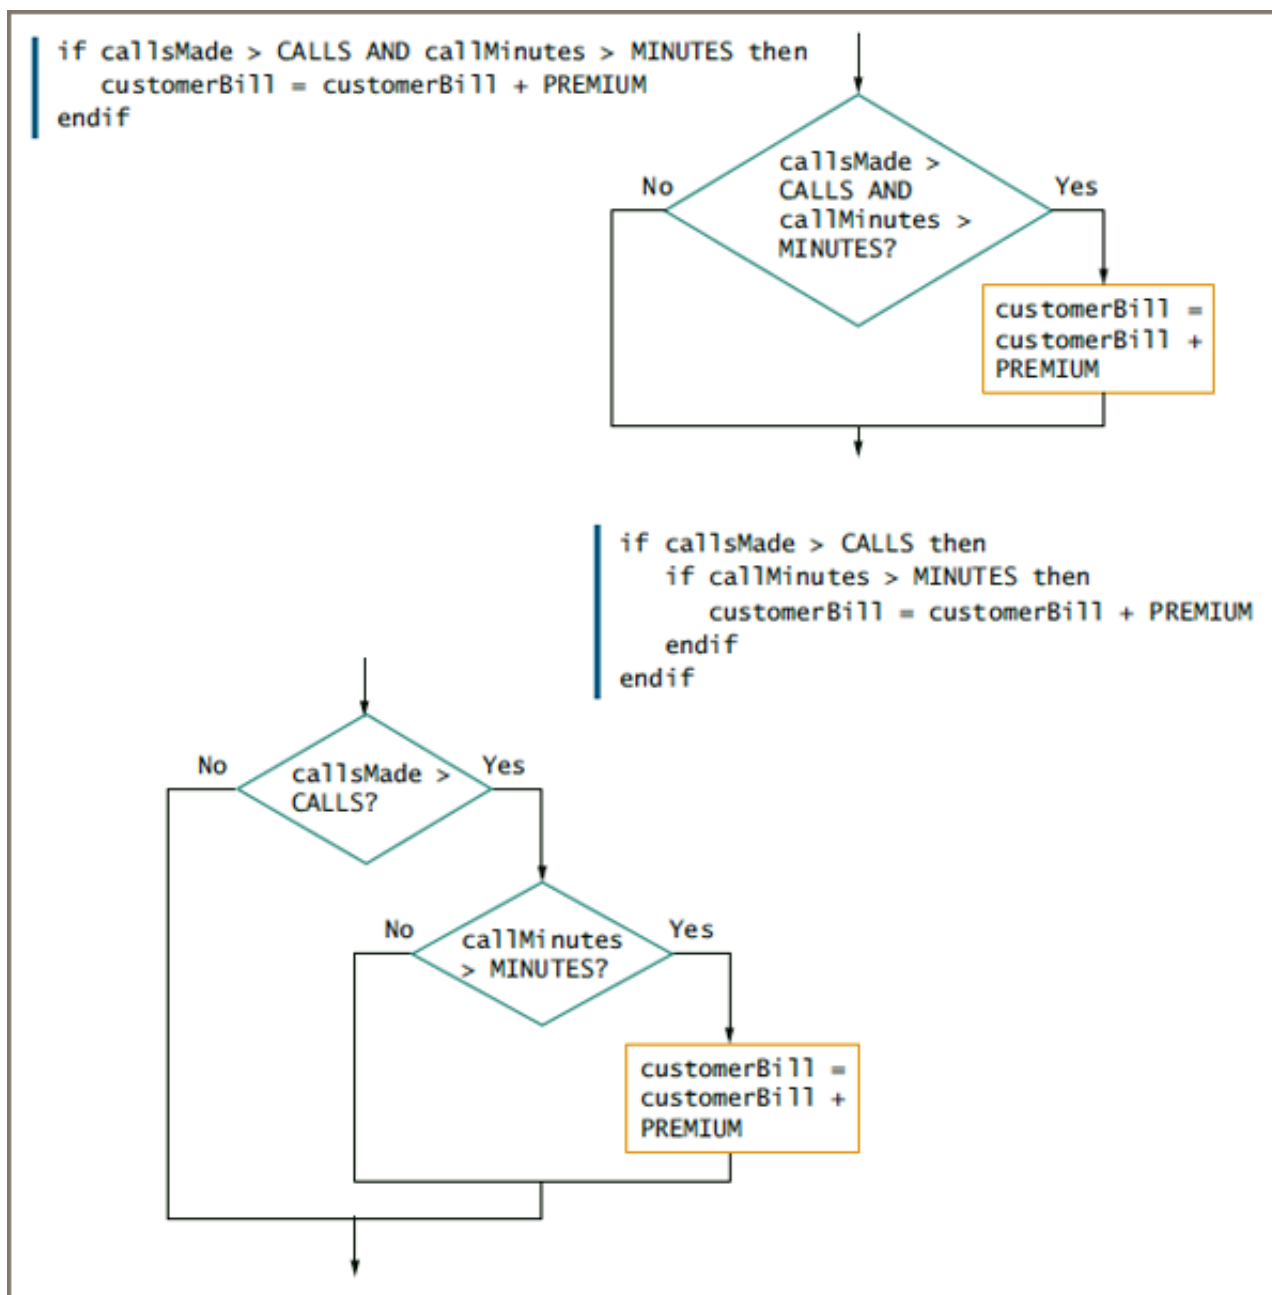 if callsMade > CALLS AND callMinutes > MINUTES then
customerBill = customerBill + PREMIUM
endif
callsMade >
CALLS AND
callMinutes >
MINUTES?
No
Yes
customerBill =
customerBill +
PREMIUM
if callsMade > CALLS then
if callMinutes > MINUTES then
customerBill = customerBill + PREMIUM
endif
endif
No
callsMade >
CALLS?
Yes
No
callMinutes
> MINUTES?
Yes
customerBill =
customerBill +
PREMIUM